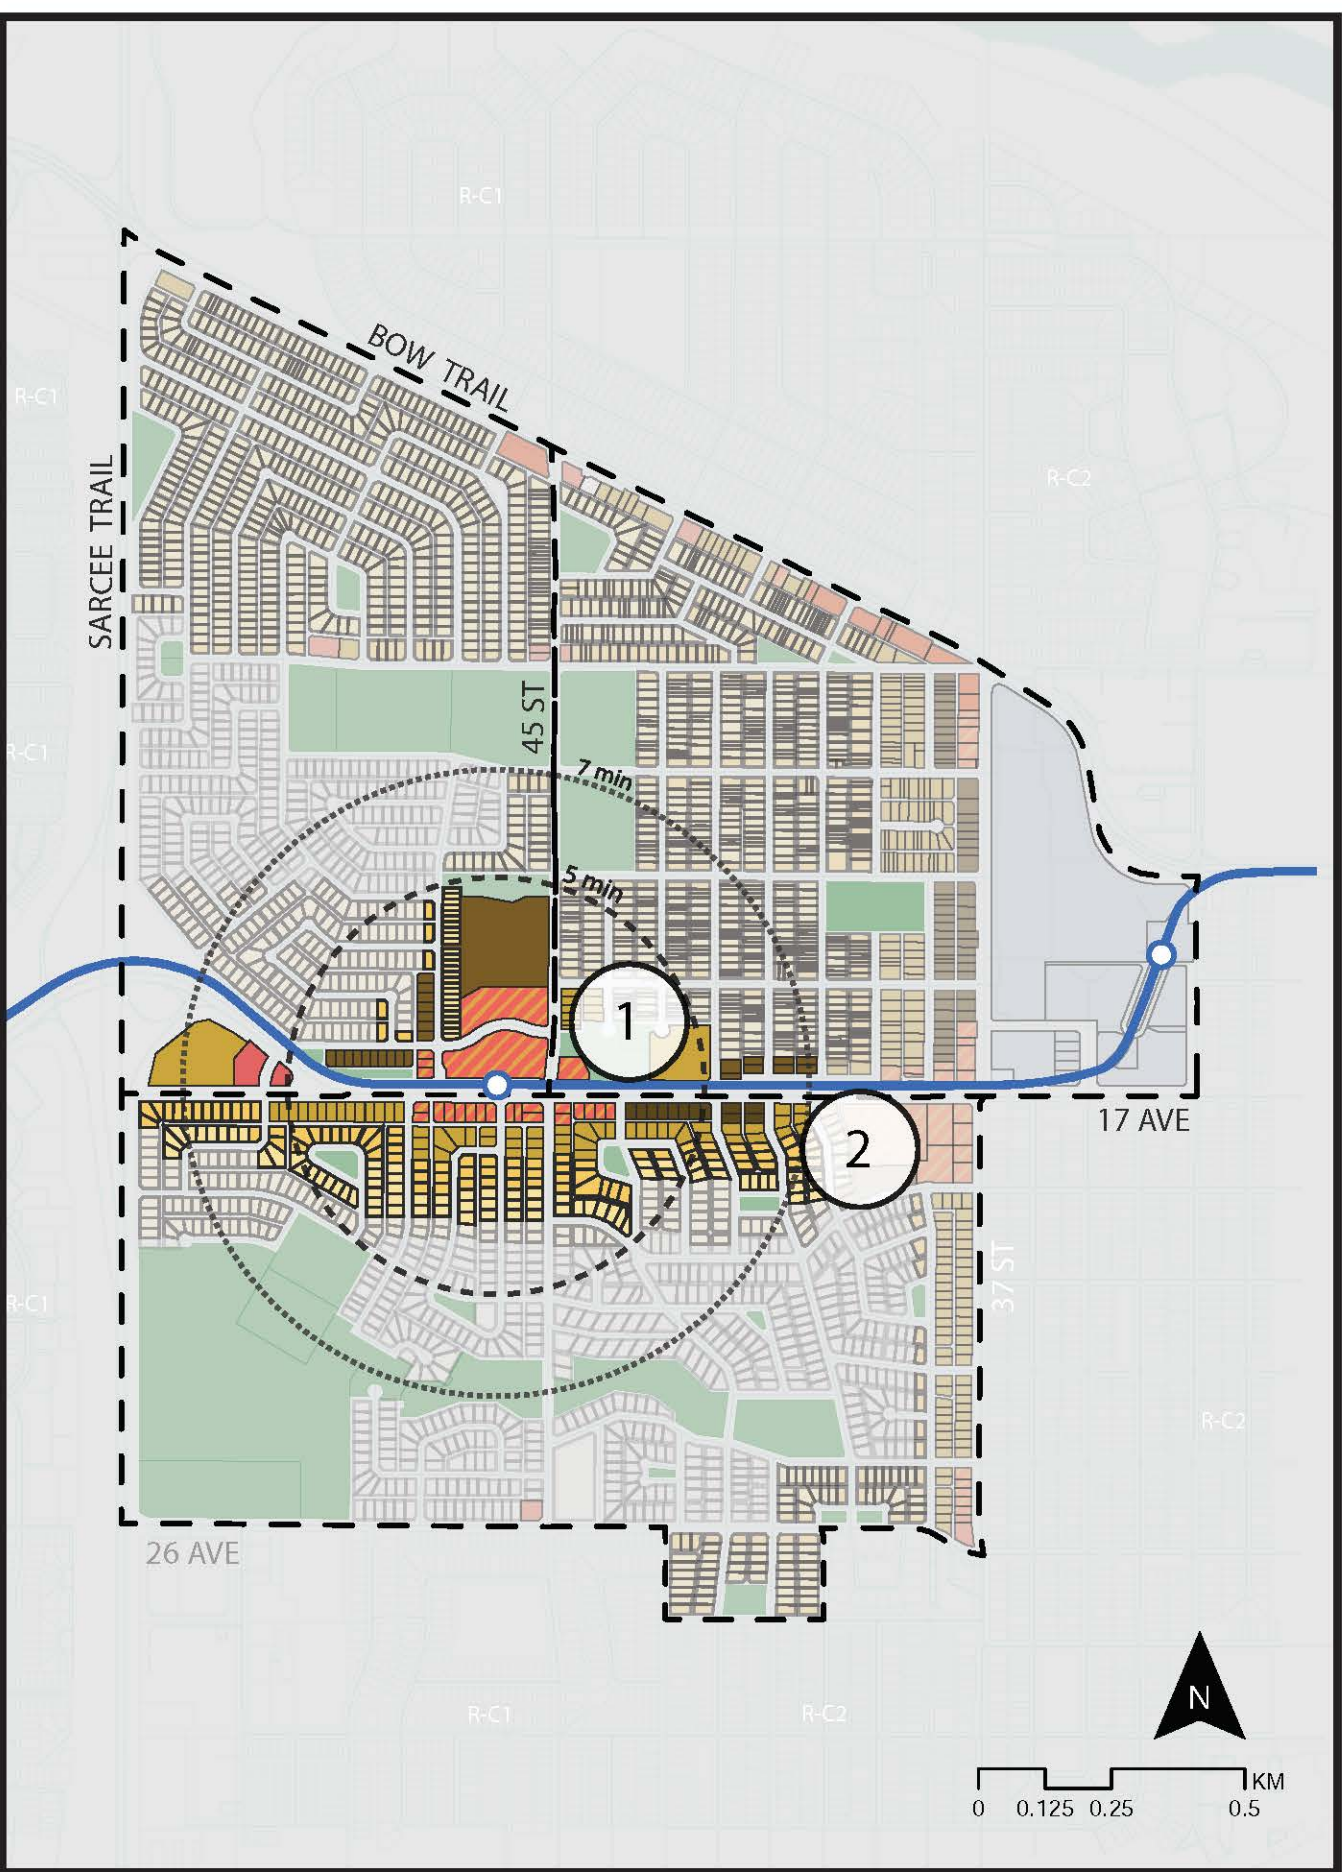 R-C1
BOW TRAIL
R-C1
R-C2
SARCEE TRAIL
45 ST
R-C1
7 min
5 min
1
17 AVE
2
37 ST
R-C1
R-C2
26 AVE
N
R-C1
R-C2
KM
0 0.125 0.25 0.5